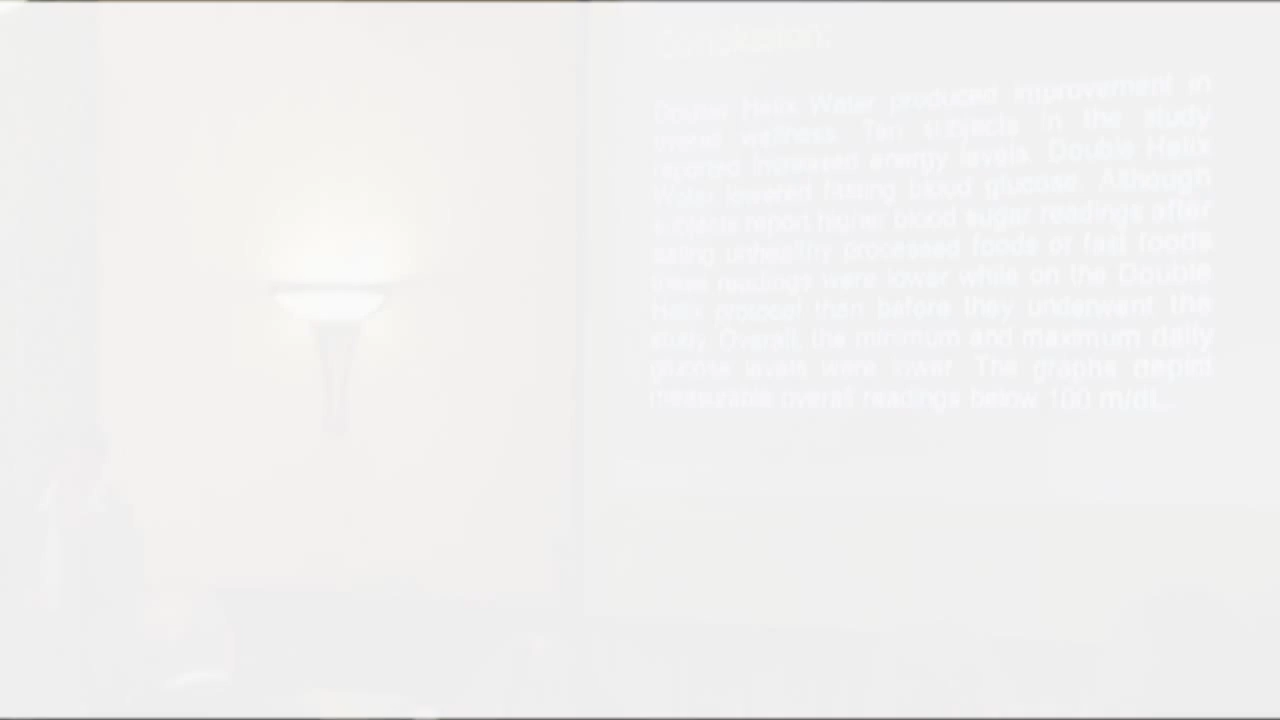 Conclusion:
Double Helix Water produced improvement in
overall wellness. Ten subjects in the study
reported increased energy levels. Double Helix
Water lowered fasting blood glucose. Although
subjects report higher blood sugar readings after
eating unhealthy processed foods or fast foods
these readings were lower while on the Double
Helix protocol than before they underwent the
study. Overall, the minimum and maximum daily
glucose levels were lower. The graphs depict
measurable overall readings below 100 m/dL.